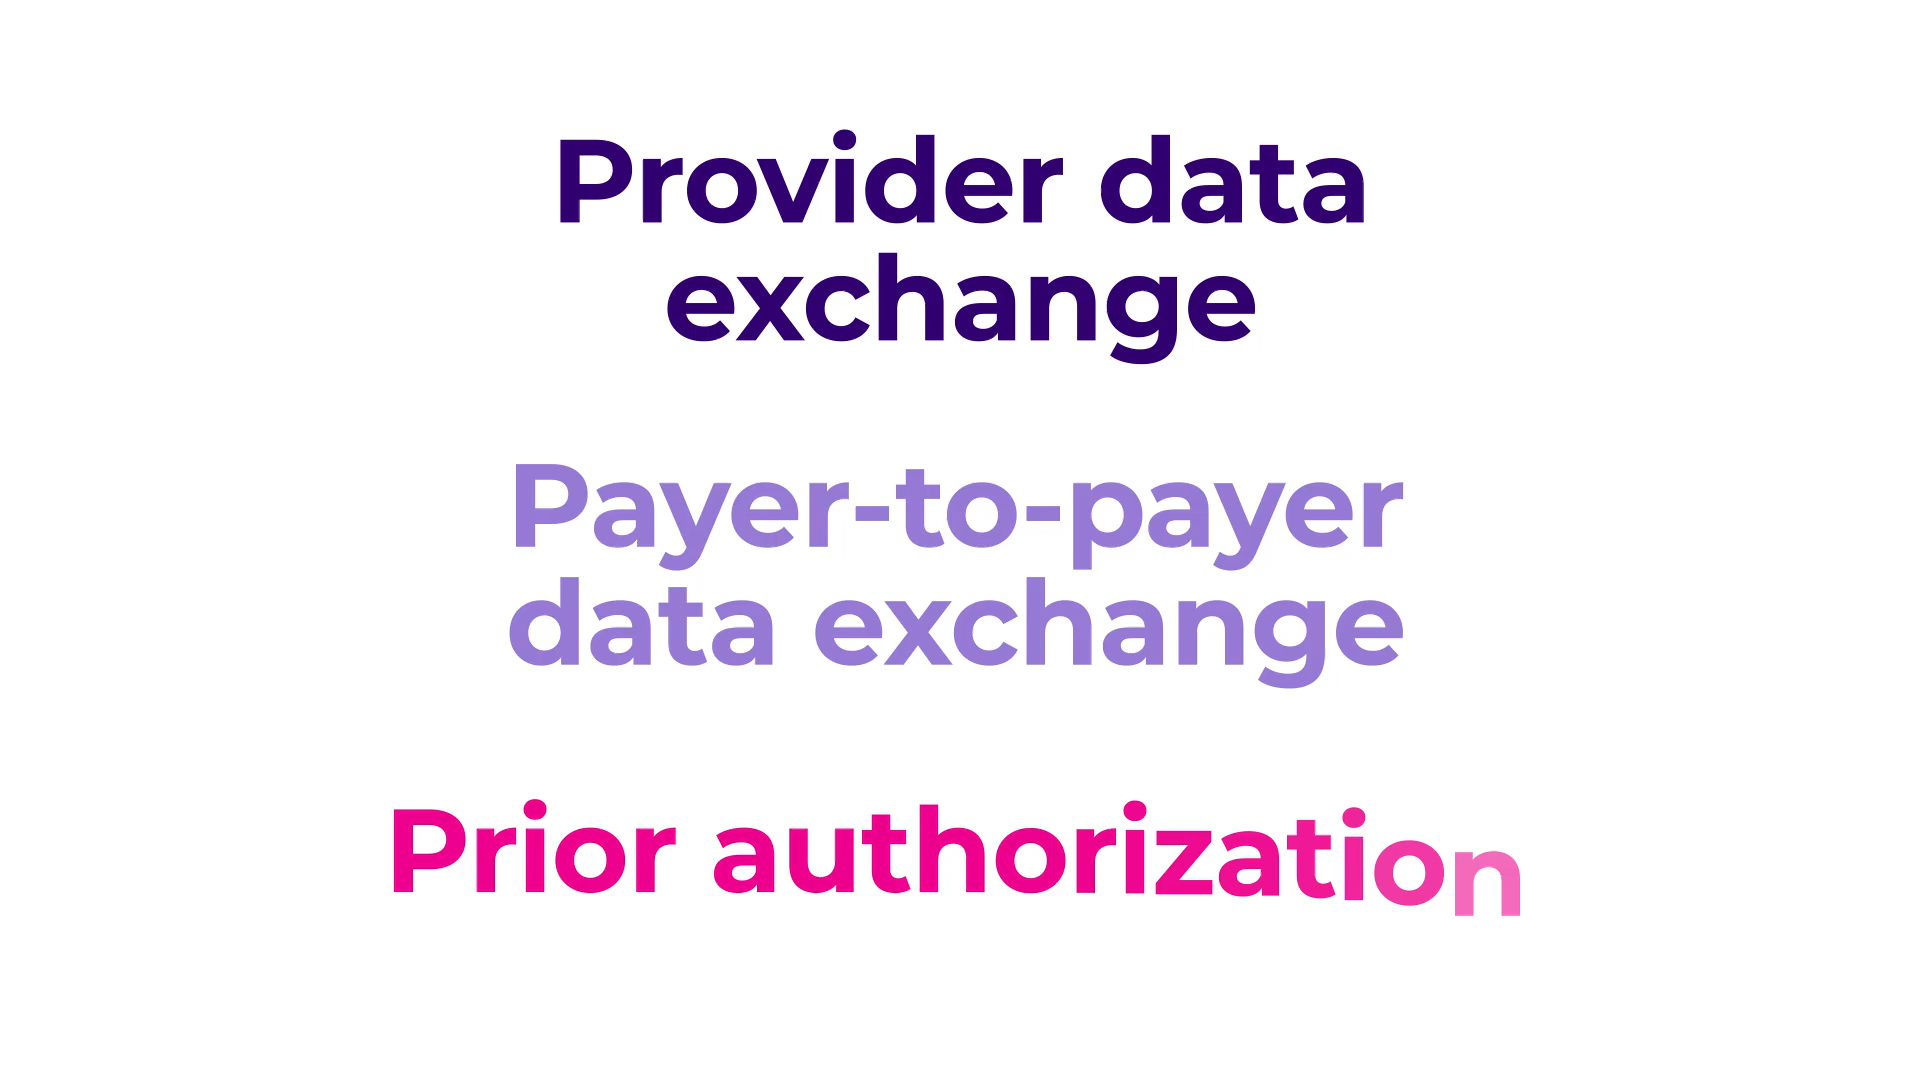 Provider data
exchange
Payer-to-payer
data exchange
Prior authorization